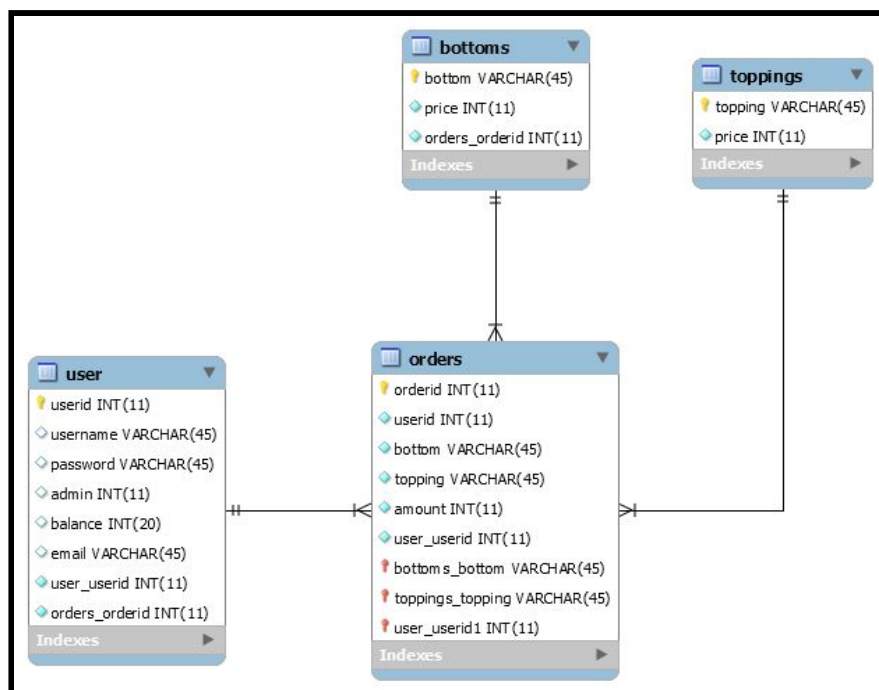 bottoms
bottom VARCHAR(45)
price INT(11)
orders_orderid INT(11)
Indexes
toppings
topping VARCHAR(45)
price INT(11)
Indexes
user
userid INT(11)
username VARCHAR(45)
password VARCHAR(45)
admin INT(11)
balance INT(20)
email VARCHAR(45)
user_userid INT(11)
orders_orderid INT(11)
Indexes
orders
orderid INT(11)
userid INT(11)
bottom VARCHAR(45)
topping VARCHAR(45)
amount INT(11)
user_userid INT(11)
bottoms_bottom VARCHAR(45)
toppings_topping VARCHAR(45)
user_userid1 INT(11)
Indexes